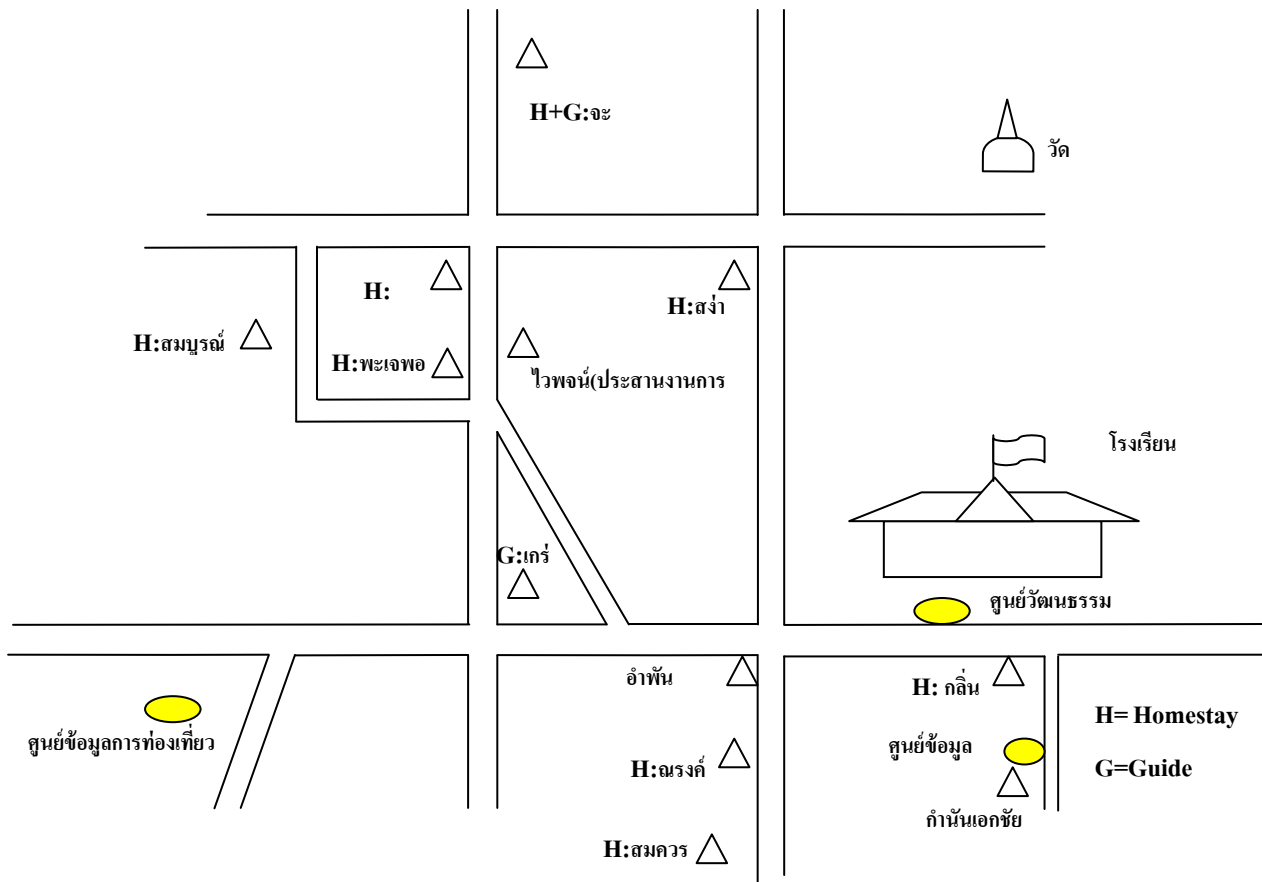 H+G:จะ
วัด
H:
H:สง่า
H:สมบูรณ์
H:พะเจพอ
ไวพจน์(ประสานงานการ
โรงเรียน
G:เกร่
ศูนย์วัฒนธรรม
อำพัน
H: กลิ่น
H= Homestay
ศูนย์ข้อมูลการท่องเที่ยว
ศูนย์ข้อมูล
H:ณรงค์
G=Guide
กำนันเอกชัย
H:สมควร